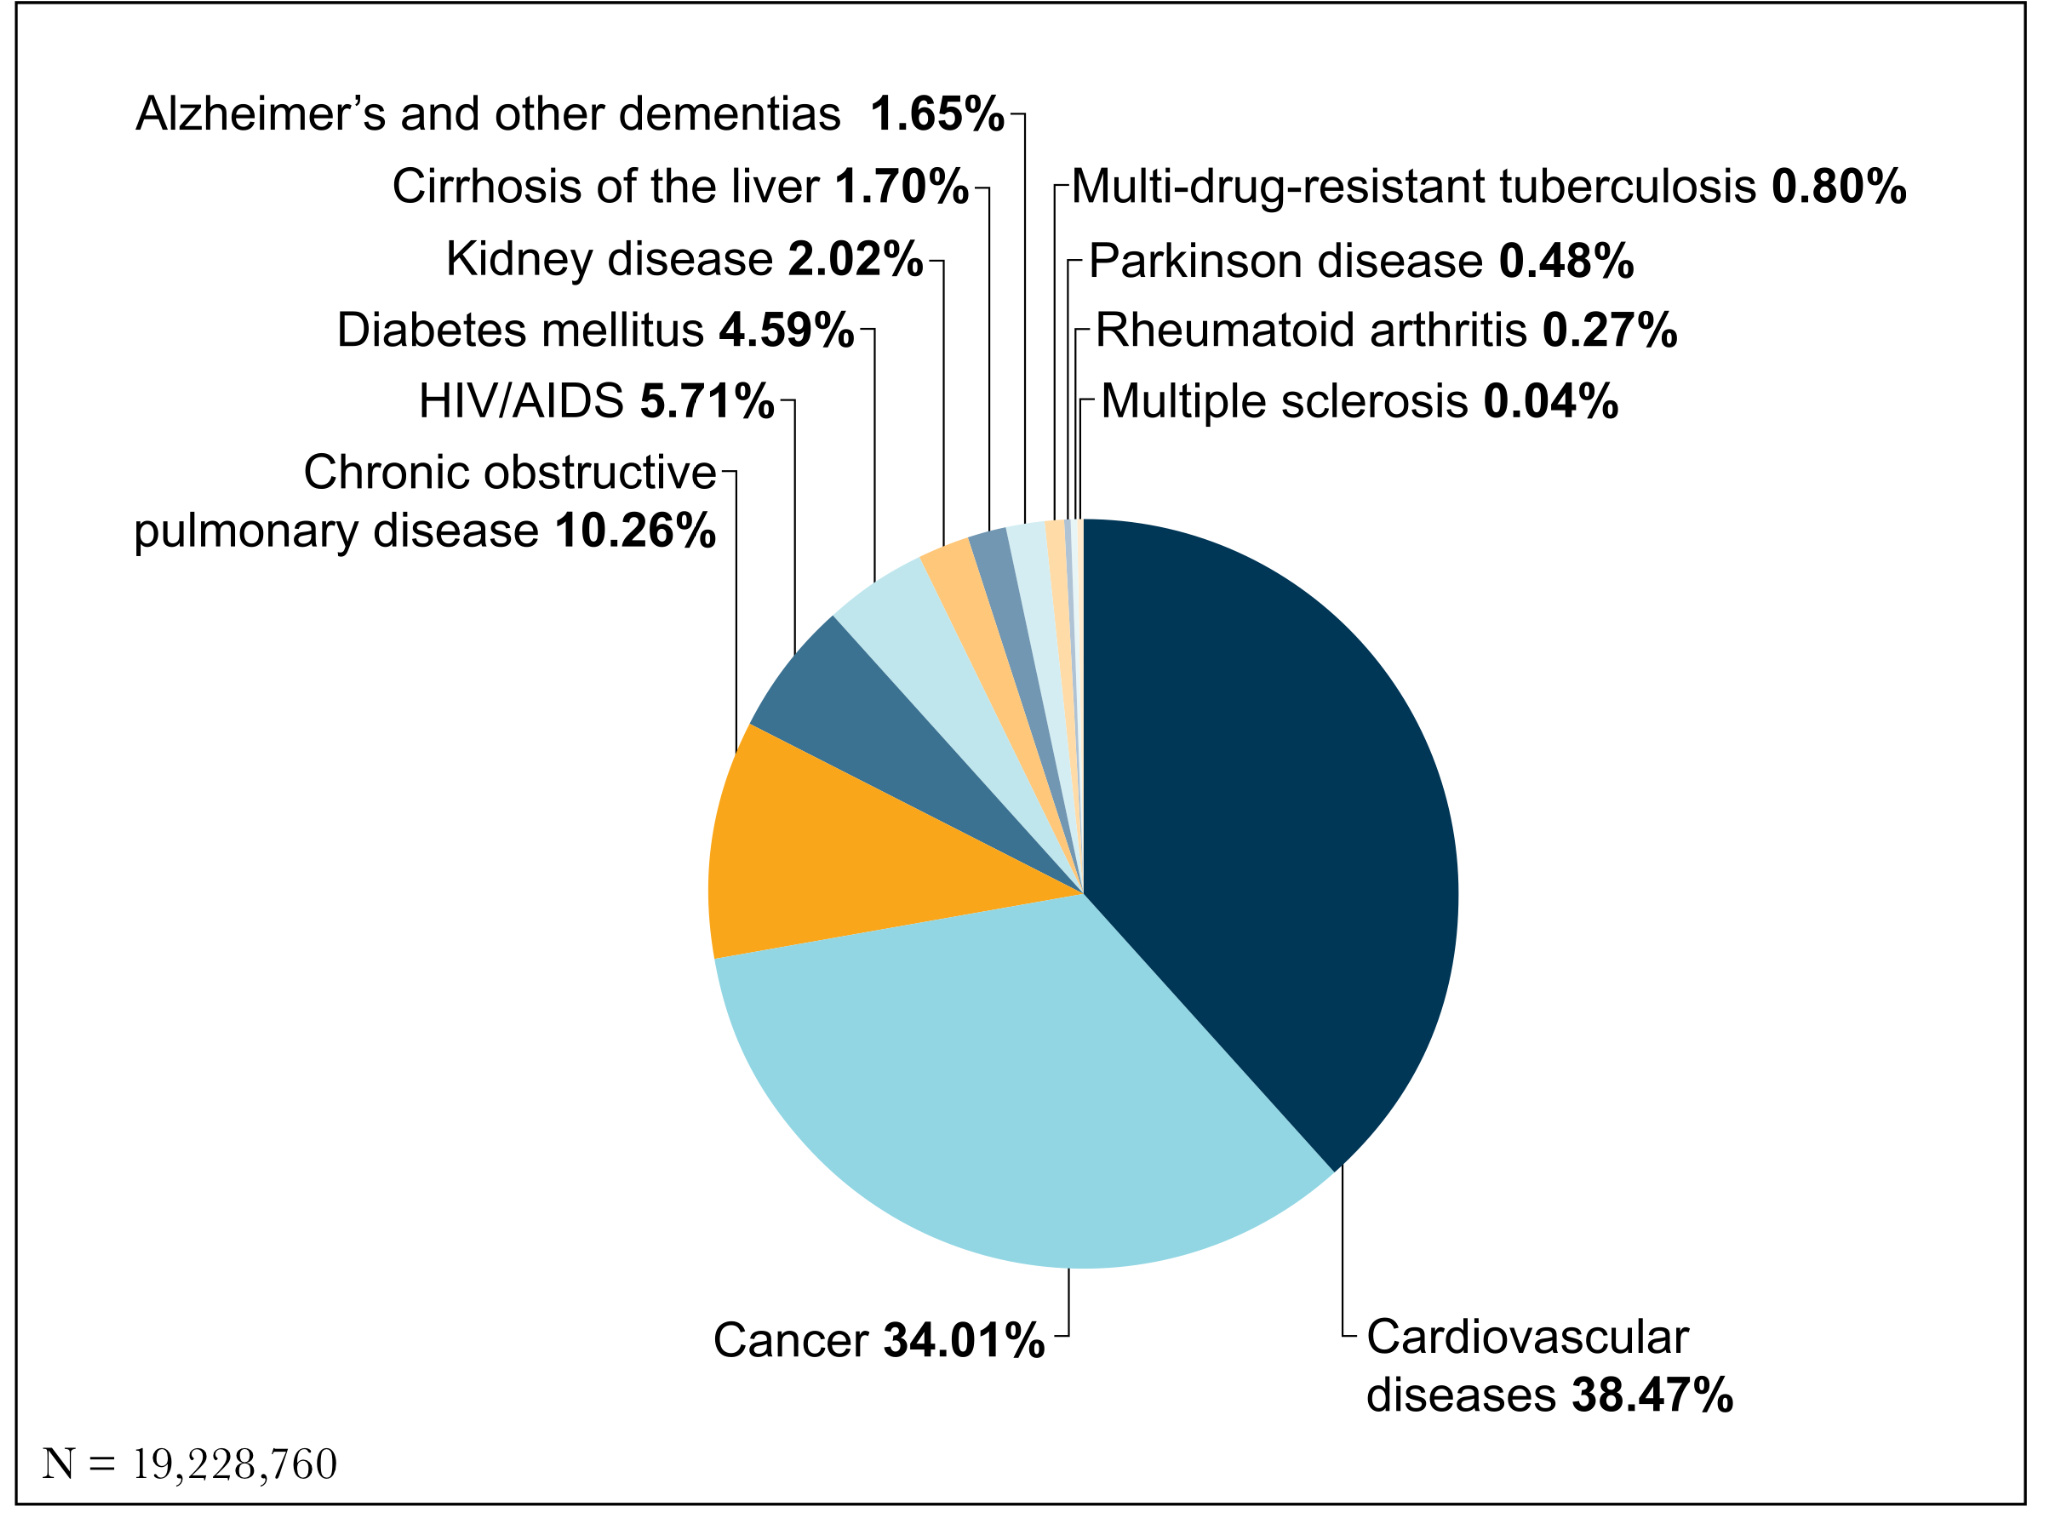 Alzheimer’s and other dementias 1.65%
Cirrhosis of the liver 1.70%
Kidney disease 2.02%
Diabetes mellitus 4.59%
HIV/AIDS 5.71%
Chronic obstructive
pulmonary disease 10.26%
Multi-drug-resistant tuberculosis 0.80%
Parkinson disease 0.48%
Rheumatoid arthritis 0.27%
Multiple sclerosis 0.04%
Cancer 34.01%
Cardiovascular
diseases 38.47%
N = 19,228,760